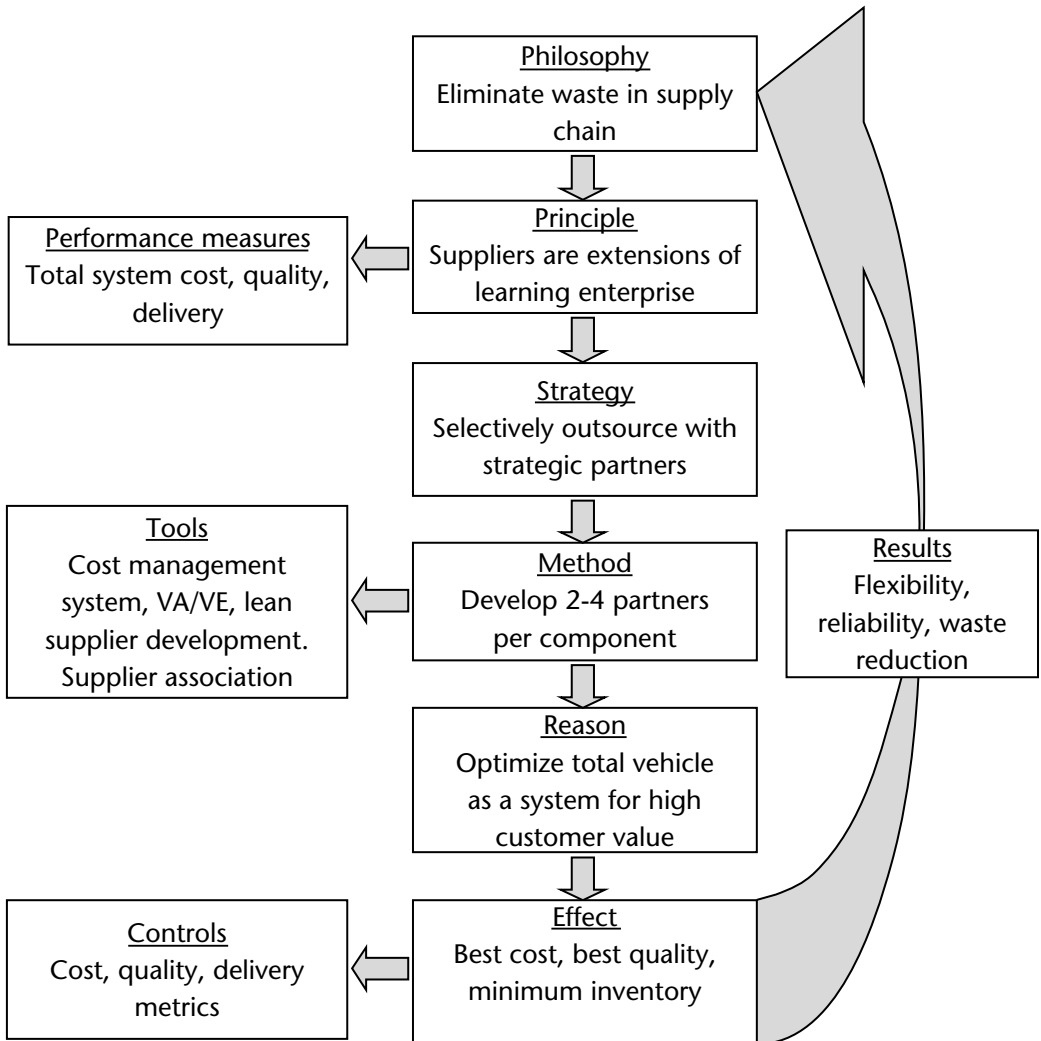 Philosophy
Eliminate waste in supply
chain
Principle
Suppliers are extensions of
learning enterprise
Performance measures
Total system cost, quality,
delivery
Strategy
Selectively outsource with
strategic partners
Method
Develop 2-4 partners
per component
Tools
Cost management
system, VA/VE, lean
supplier development.
Supplier association
Results
Flexibility,
reliability, waste
reduction
Reason
Optimize total vehicle
as a system for high
customer value
Effect
Best cost, best quality,
minimum inventory
Controls
Cost, quality, delivery
metrics